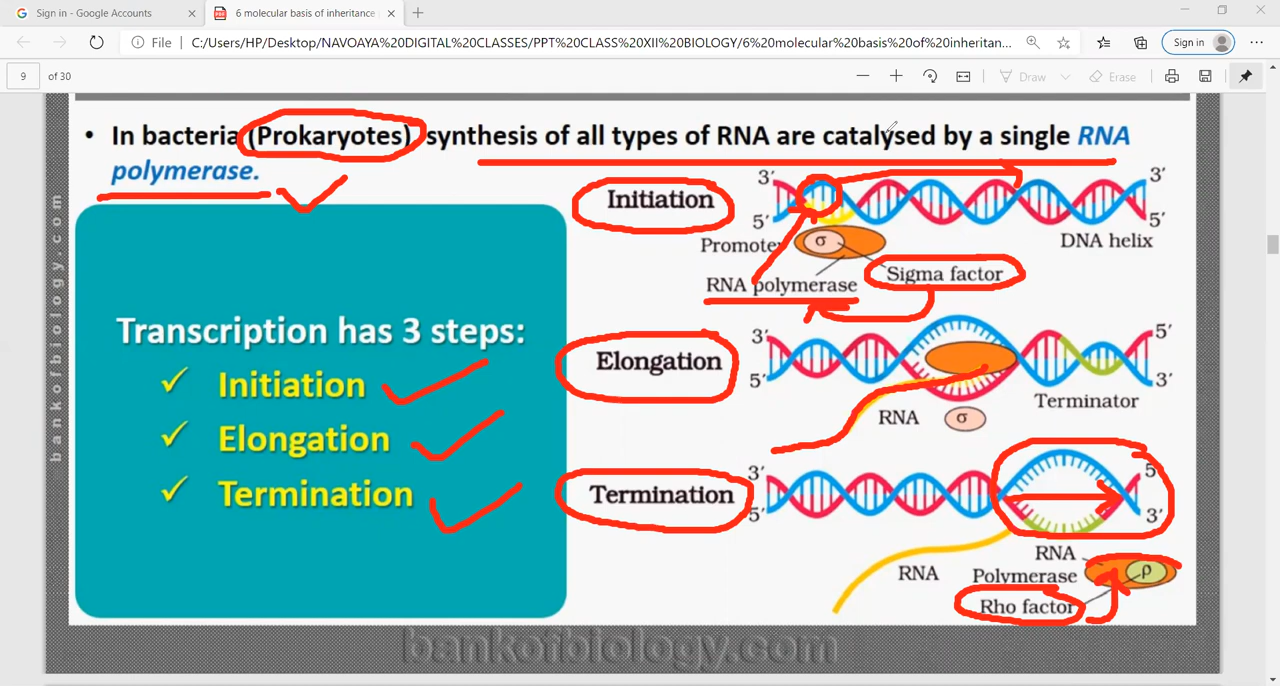 Sign in - Google Accounts
6 molecular basis of inheritance
File
C:/Users/HP/Desktop/NAVOAYA%20DIGITAL%20CLASSES/PPT%20CLASS%20XII%20BIOLOGY/6%20molecular%20basis%20of%20inheritan...
Sign in
9 of 30
Draw
Erase
• In bacteria (Prokaryotes) synthesis of all types of RNA are catalysed by a single RNA
polymerase.
bankofbiology.com
Transcription has 3 steps:
✓ Initiation
✓ Elongation
✓ Termination
Initiation
3'
3'
5'
5'
Promoter
σ
DNA helix
RNA polymerase
Sigma factor
Elongation
3'
5'
5'
3'
RNA
σ
Terminator
Termination
3'
5'
5'
3'
RNA
RNA
Polymerase
ρ
Rho factor
bankofbiology.com